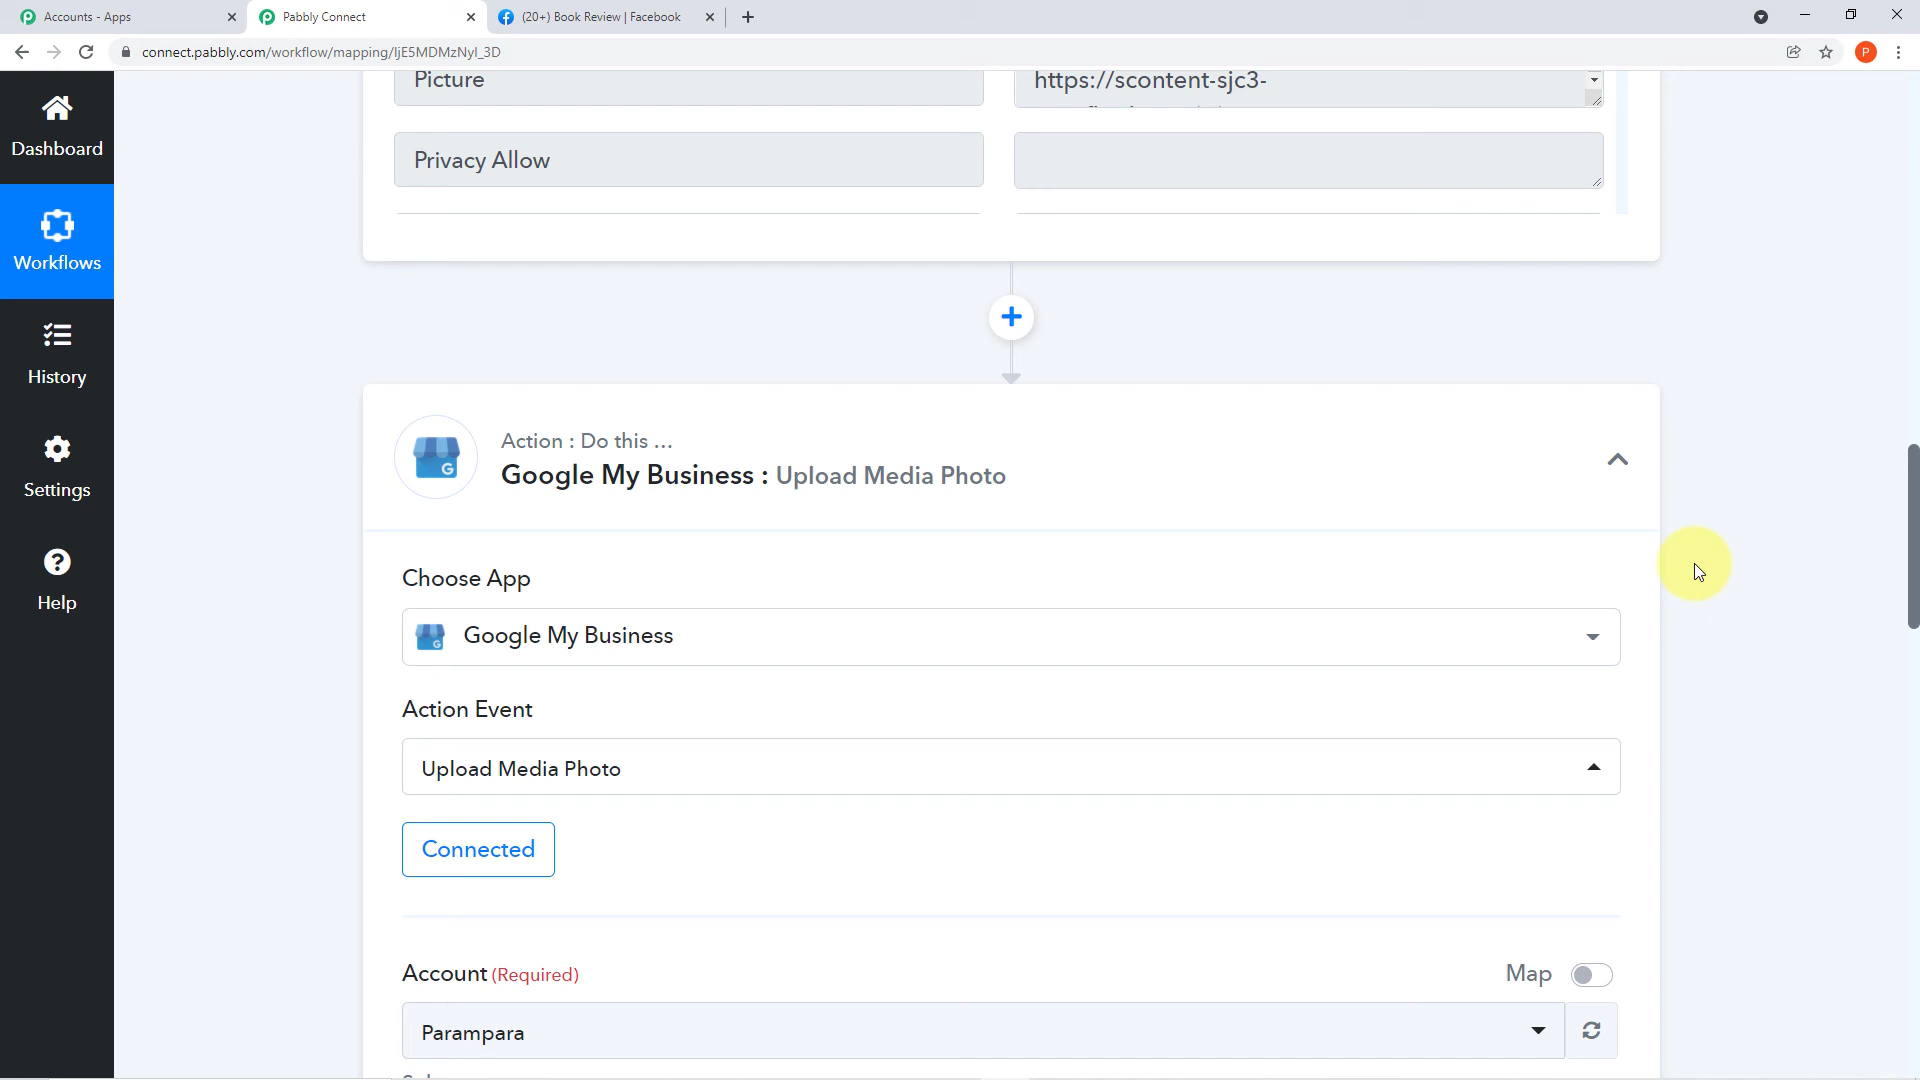 Accounts - Apps
Pabbly Connect
(20+) Book Review | Facebook
connect.pabbly.com/workflow/mapping/IjE5MDMzNyI_3D
P
Picture
https://scontent-sjc3-
Dashboard
Privacy Allow
Workflows
History
Action : Do this ...
Google My Business : Upload Media Photo
Settings
Choose App
Help
Google My Business
Action Event
Upload Media Photo
Connected
Account (Required)
Map
Parampara